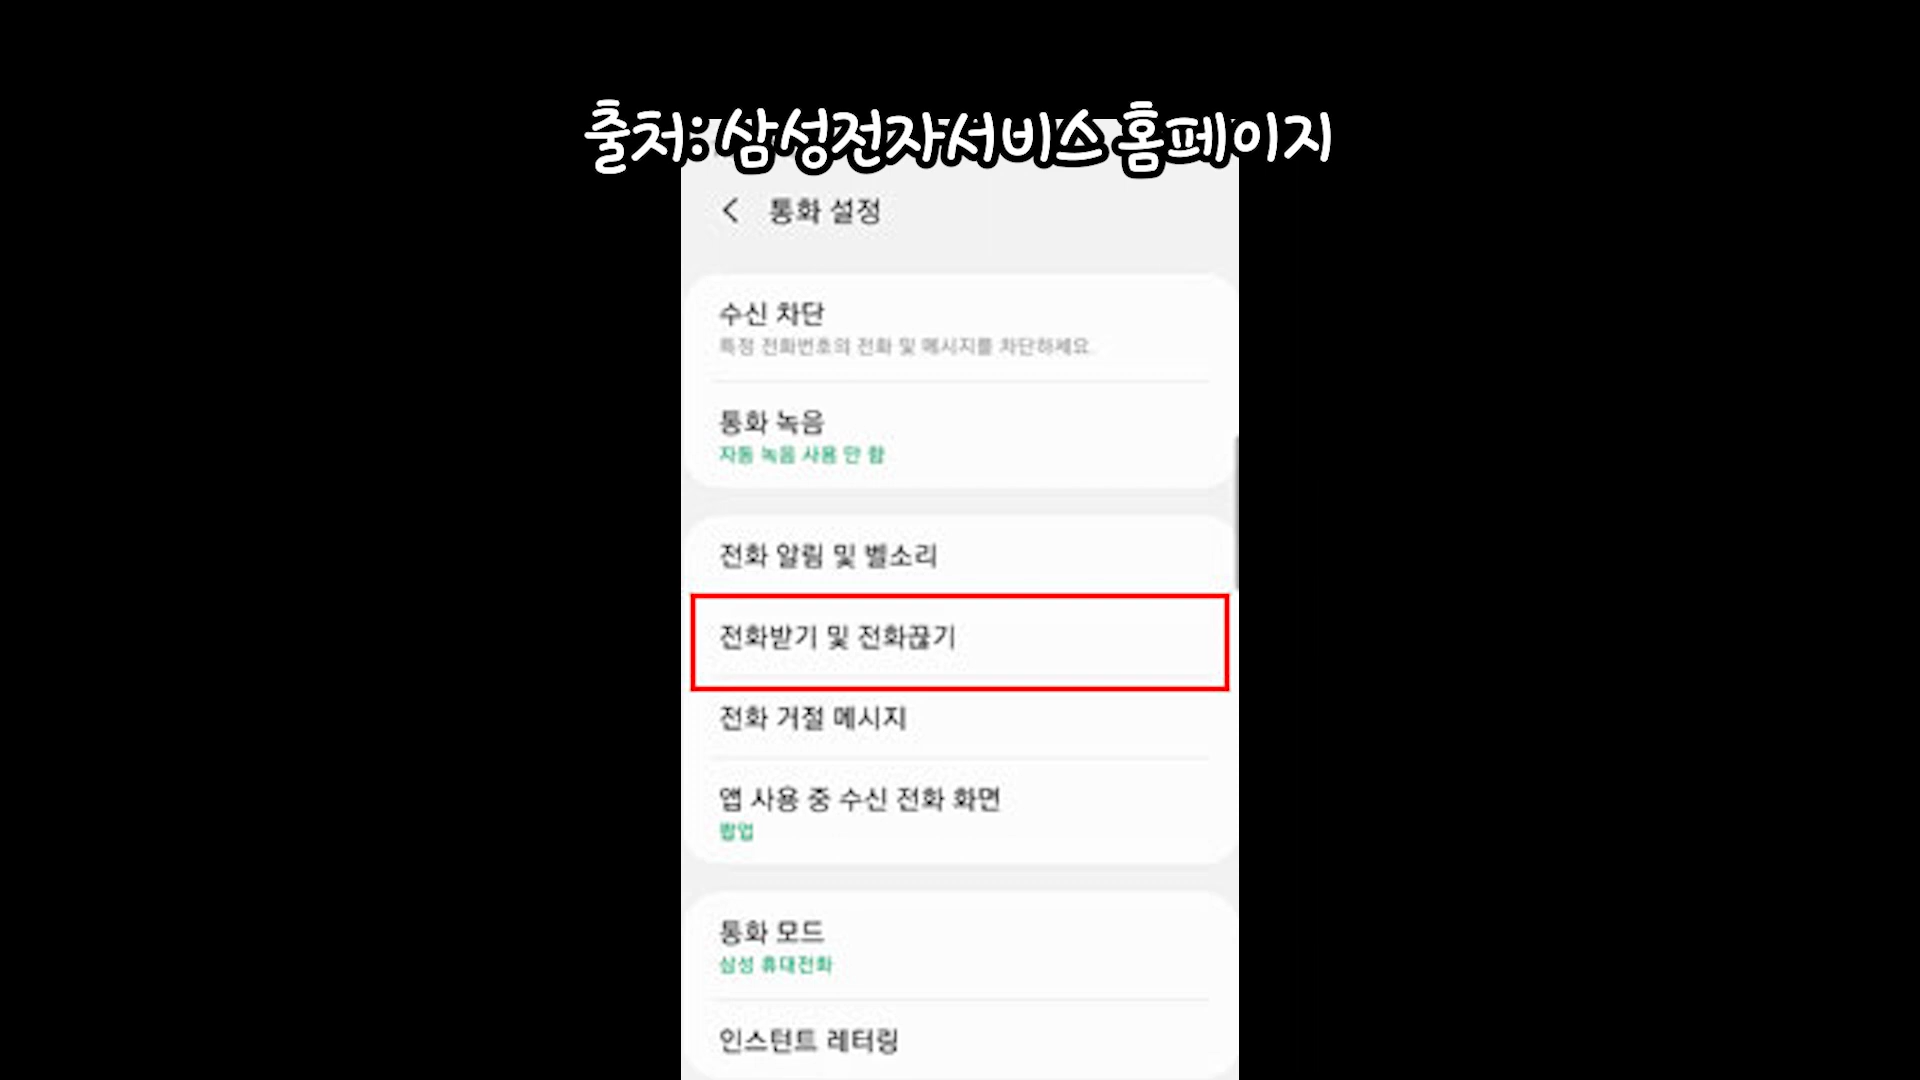 출처: 삼성전자서비스 홈페이지
통화 설정
수신 차단
특정 전화번호의 전화 및 메시지를 차단하세요.
통화 녹음
자동 녹음 사용 안 함
전화 알림 및 벨소리
전화받기 및 전화끊기
전화 거절 메시지
앱 사용 중 수신 전화 화면
팝업
통화 모드
삼성 휴대전화
인스턴트 레터링